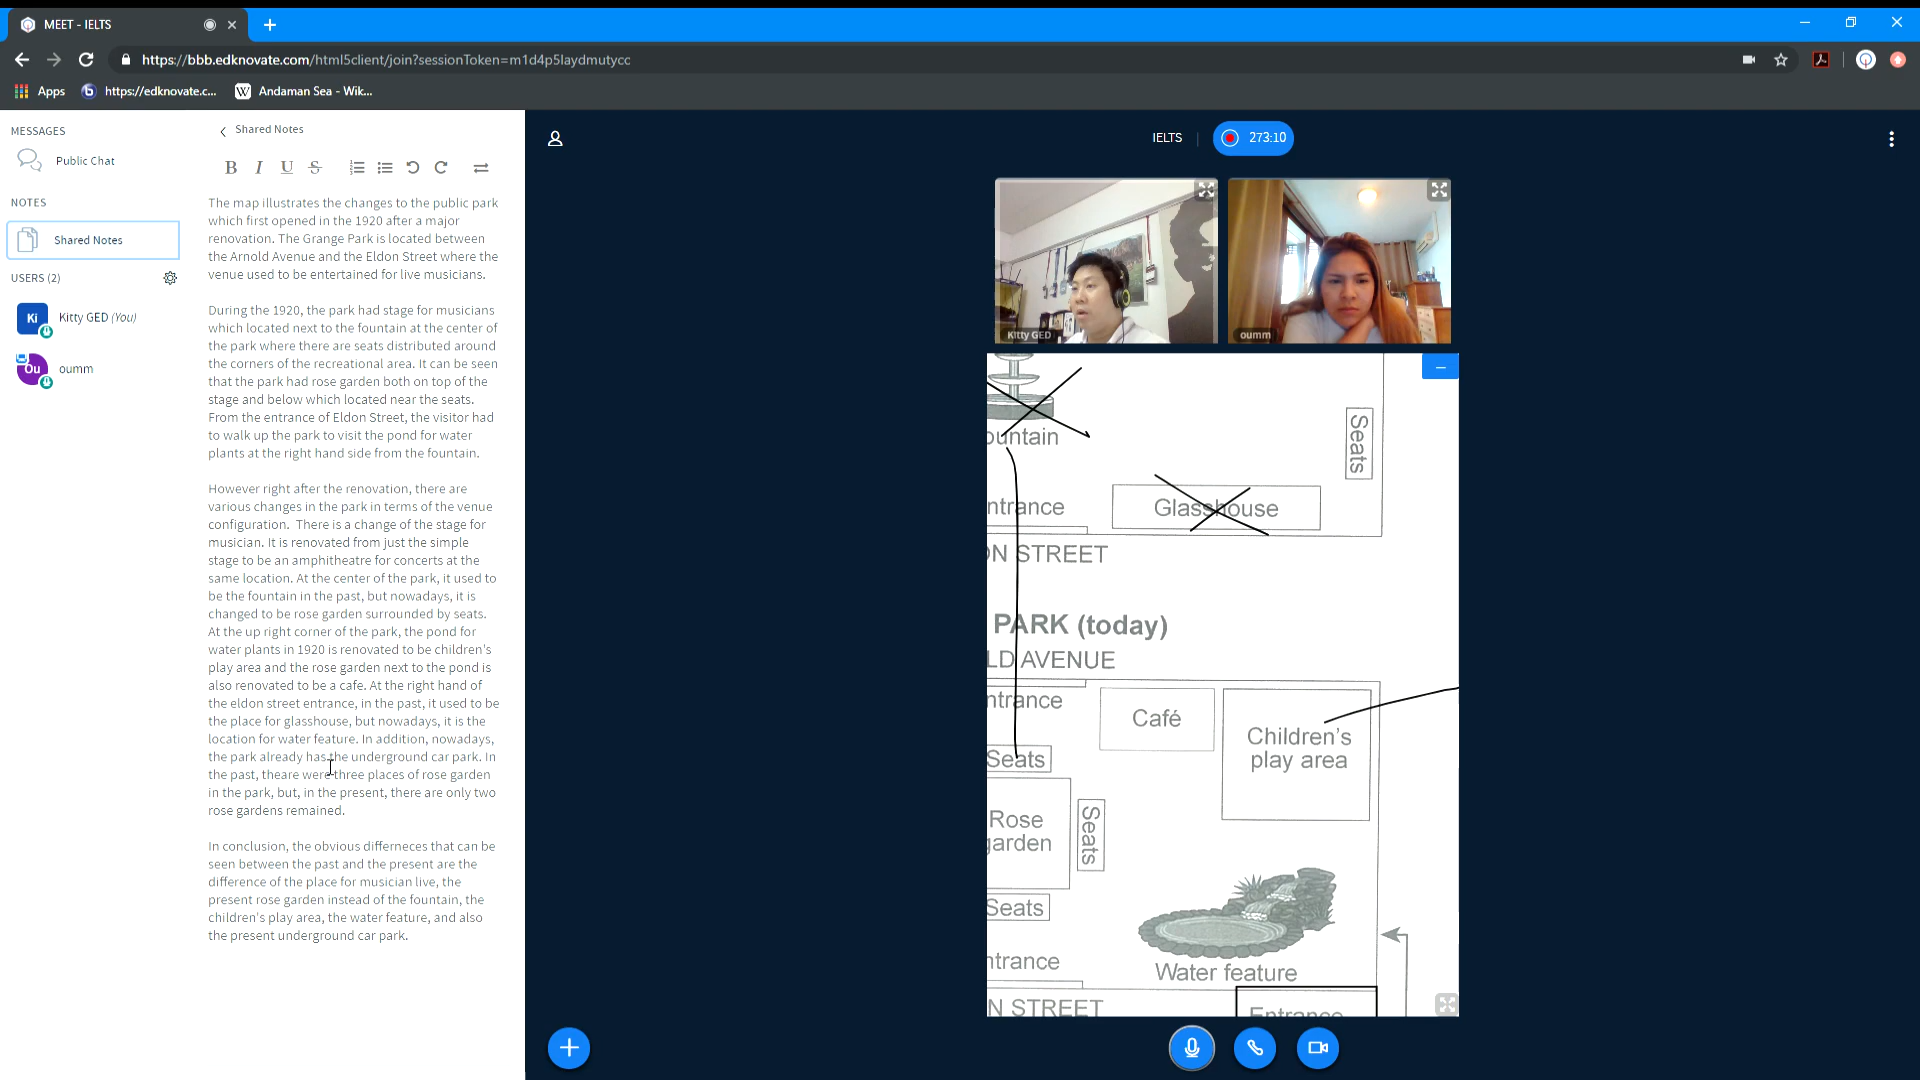 MEET - IELTS
https://bbb.edknovate.com/html5client/join?sessionToken=m1d4p5laydmutycc
Apps
https://edknovate.c...
W
Andaman Sea - Wik...
MESSAGES
Public Chat
NOTES
Shared Notes
USERS (2)
Ki
Kitty GED (You)
Ou
oumm
Shared Notes
B I U S
The map illustrates the changes to the public park
which first opened in the 1920 after a major
renovation. The Grange Park is located between
the Arnold Avenue and the Eldon Street where the
venue used to be entertained for live musicians.
During the 1920, the park had stage for musicians
which located next to the fountain at the center of
the park where there are seats distributed around
the corners of the recreational area. It can be seen
that the park had rose garden both on top of the
stage and below which located near the seats.
From the entrance of Eldon Street, the visitor had
to walk up the park to visit the pond for water
plants at the right hand side from the fountain.
However right after the renovation, there are
various changes in the park in terms of the venue
configuration.  There is a change of the stage for
musician. It is renovated from just the simple
stage to be an amphitheatre for concerts at the
same location. At the center of the park, it used to
be the fountain in the past, but nowadays, it is
changed to be rose garden surrounded by seats.
At the up right corner of the park, the pond for
water plants in 1920 is renovated to be children's
play area and the rose garden next to the pond is
also renovated to be a cafe. At the right hand of
the eldon street entrance, in the past, it used to be
the place for glasshouse, but nowadays, it is the
location for water feature. In addition, nowadays,
the park already has the underground car park. In
the past, theare were three places of rose garden
in the park, but, in the present, there are only two
rose gardens remained.
In conclusion, the obvious differneces that can be
seen between the past and the present are the
difference of the place for musician live, the
present rose garden instead of the fountain, the
children's play area, the water feature, and also
the present underground car park.
IELTS
273:10
Kitty GED
oumm
ountain
Seats
ntrance
Glasshouse
ON STREET
PARK (today)
LD AVENUE
ntrance
Café
Children's
play area
Seats
Rose
garden
Seats
Seats
ntrance
Water feature
N STREET
Entrance